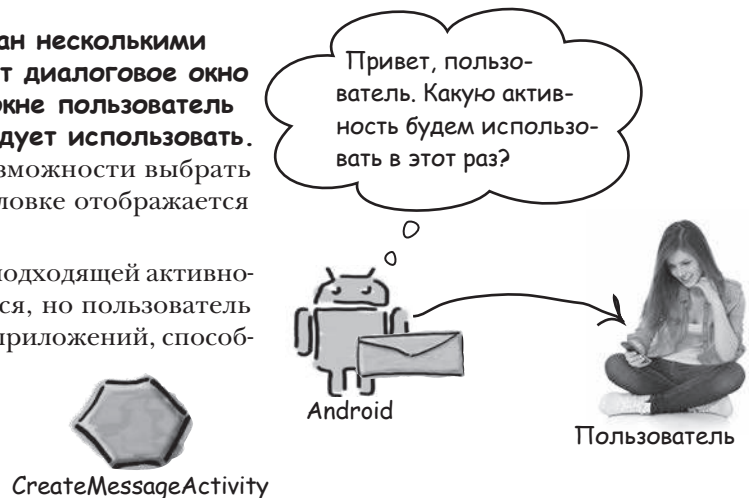 ан несколькими
т диалоговое окно
окне пользователь
дует использовать.
зможности выбрать
ловке отображается
подходящей активно-
ся, но пользователь
приложений, способ-
Привет, пользо-
ватель. Какую актив-
ность будем использо-
вать в этот раз?
Android
Пользователь
CreateMessageActivity